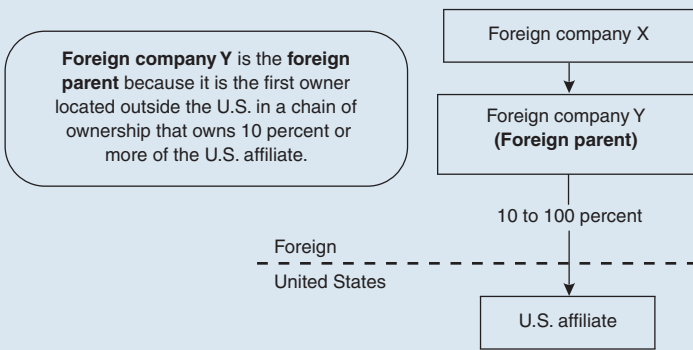 Foreign company Y is the foreign
parent because it is the first owner
located outside the U.S. in a chain of
ownership that owns 10 percent or
more of the U.S. affiliate.
Foreign company X
Foreign company Y
(Foreign parent)
10 to 100 percent
Foreign
United States
U.S. affiliate